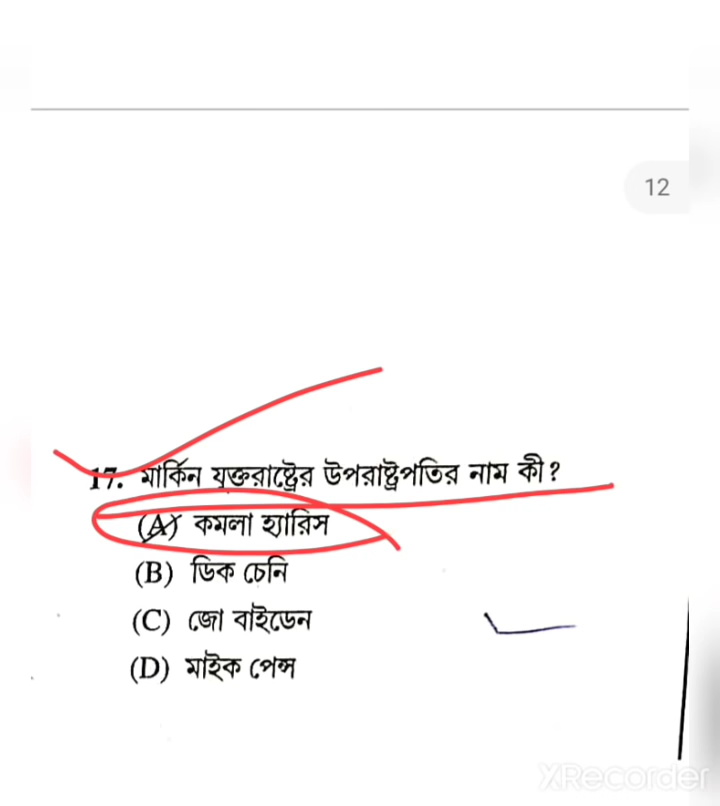 12
17. মার্কিন যুক্তরাষ্ট্রের উপরাষ্ট্রপতির নাম কী?
(A) কমলা হ্যারিস
(B) ডিক চেনি
(C) জো বাইডেন
(D) মাইক পেন্স
XRecorder